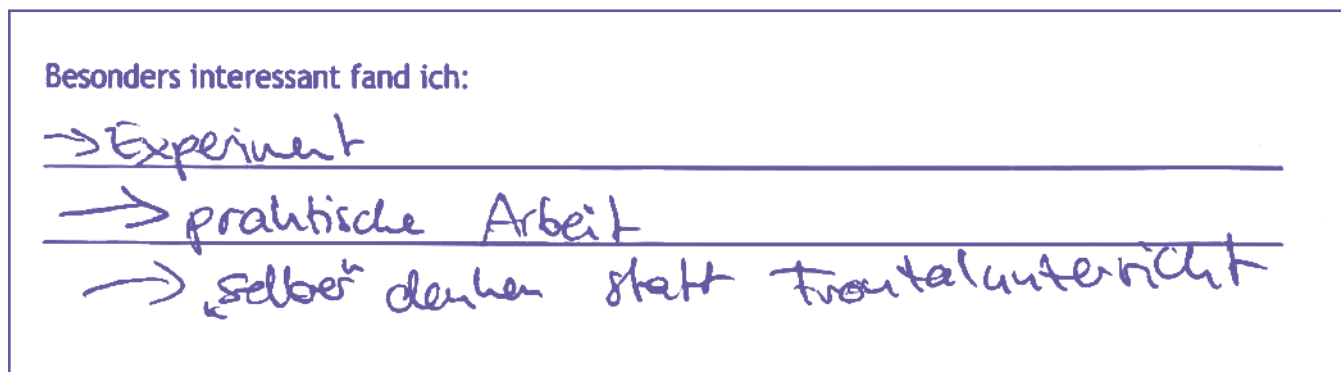 Besonders interessant fand ich:
→ Experiment
→ praktische Arbeit
→ „selber“ denken statt Frontalunterricht